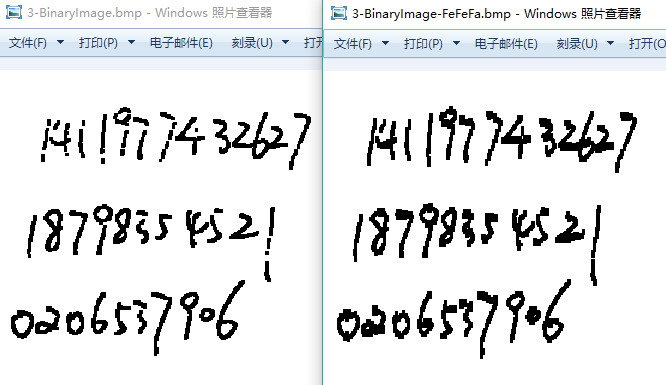 3-BinaryImage.bmp - Windows 照片查看器
文件(F) 打印(P) 电子邮件(E) 刻录(U) 打开
1411977432627
18798354521
0206537906
3-BinaryImage-FeFeFa.bmp - Windows 照片查看器
文件(F) 打印(P) 电子邮件(E) 刻录(U) 打开(O
1411977432627
18798354521
0206537906